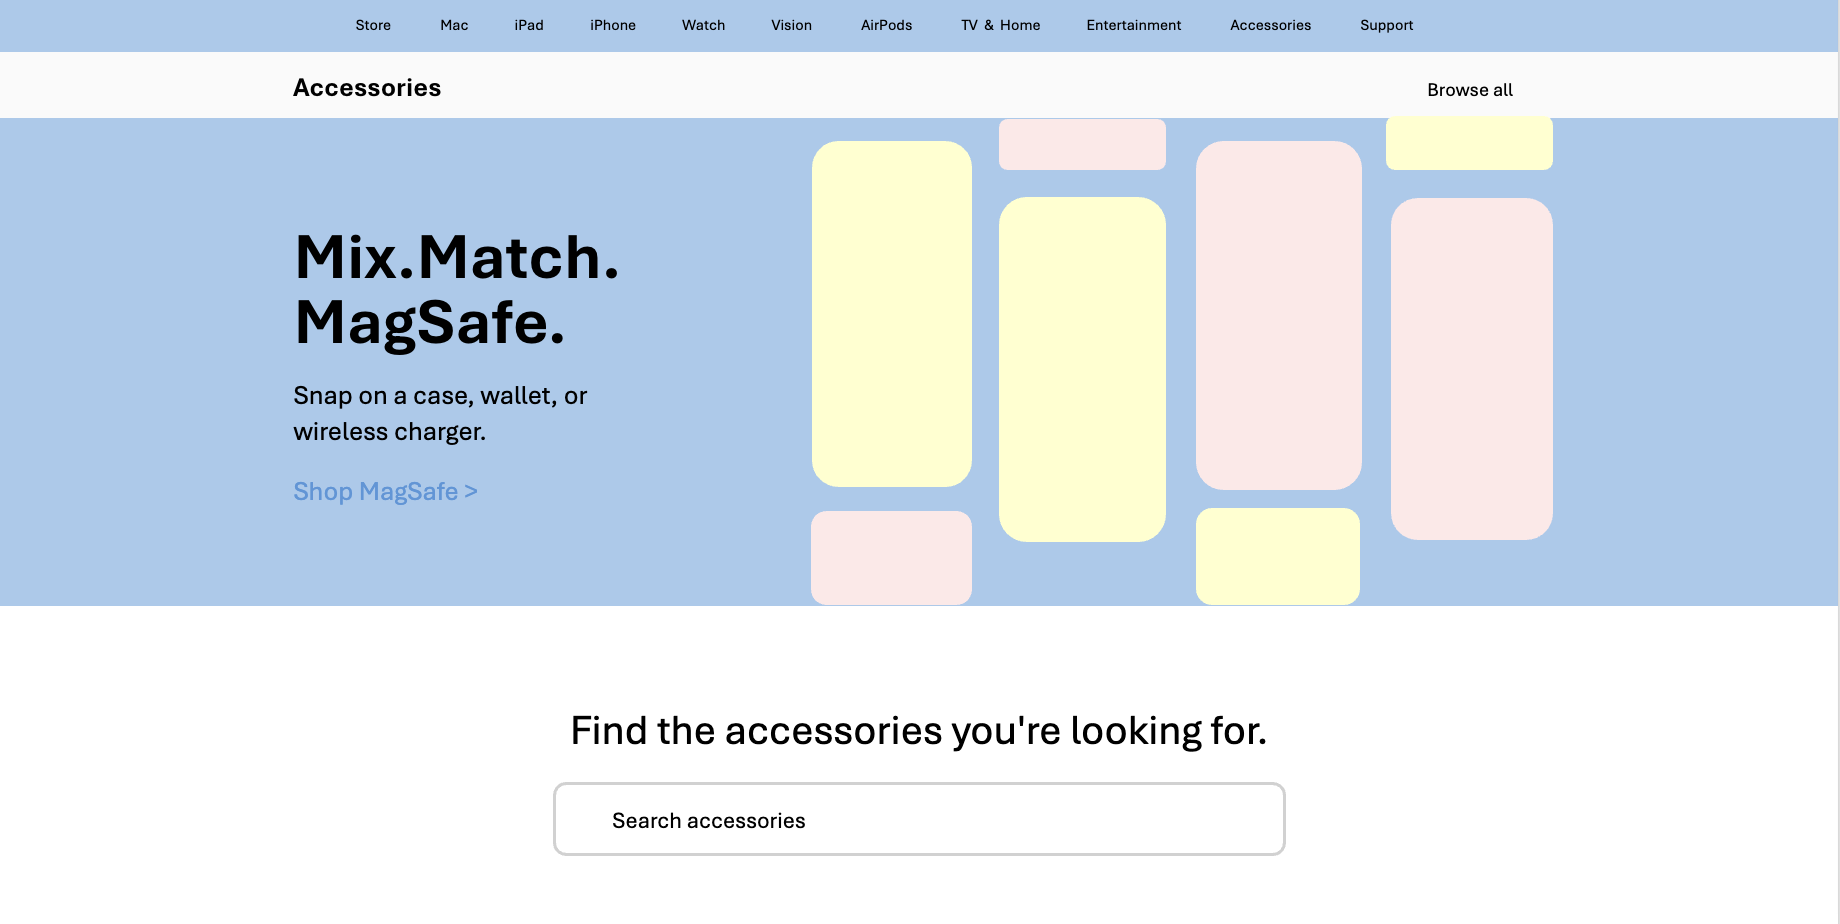 Store Mac iPad iPhone Watch Vision AirPods TV & Home Entertainment Accessories Support
Accessories Browse all
Mix.Match.
MagSafe.
Snap on a case, wallet, or
wireless charger.
Shop MagSafe >
Find the accessories you're looking for.
Search accessories